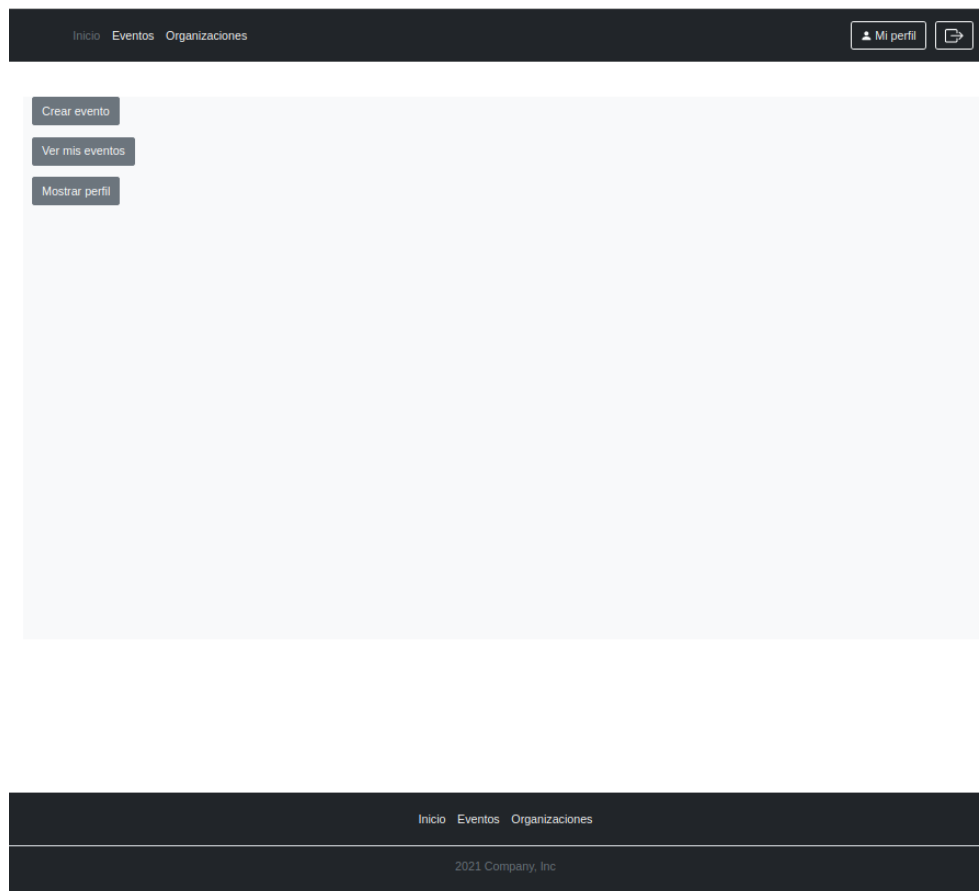 Inicio Eventos Organizaciones Mi perfil
Crear evento
Ver mis eventos
Mostrar perfil
Inicio Eventos Organizaciones
2021 Company, Inc